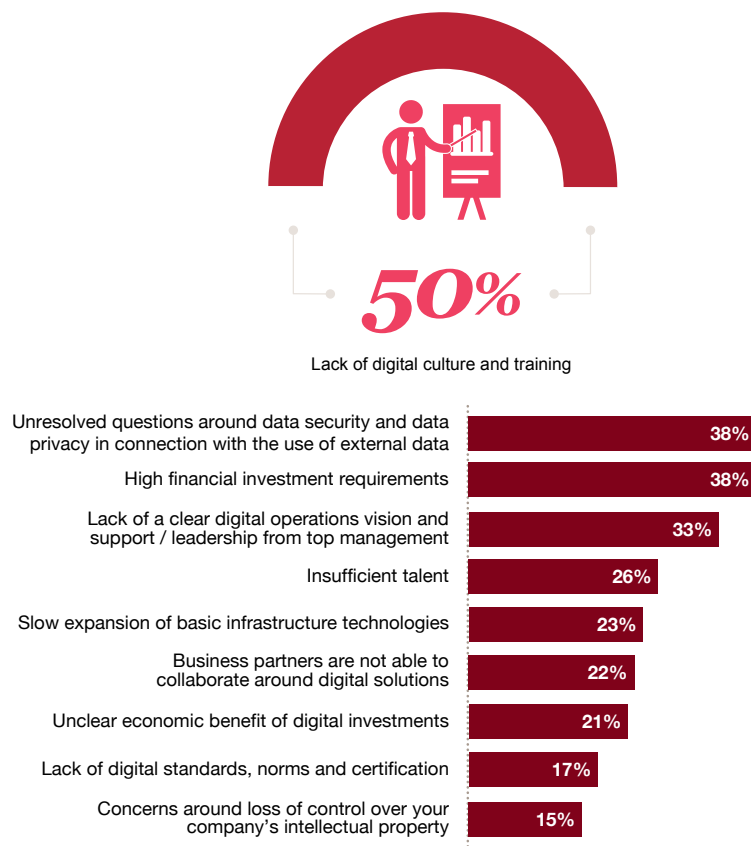 50%
Lack of digital culture and training
Unresolved questions around data security and data
privacy in connection with the use of external data
38%
High financial investment requirements
38%
Lack of a clear digital operations vision and
support / leadership from top management
33%
Insufficient talent
26%
Slow expansion of basic infrastructure technologies
23%
Business partners are not able to
collaborate around digital solutions
22%
Unclear economic benefit of digital investments
21%
Lack of digital standards, norms and certification
17%
Concerns around loss of control over your
company’s intellectual property
15%